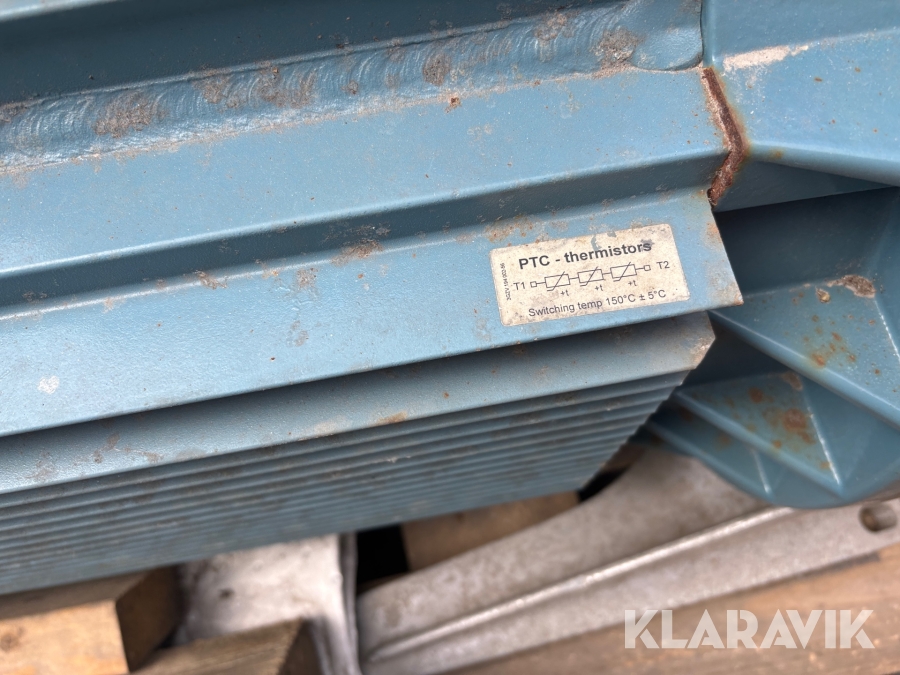 PTC - thermistors
T1 T2
+t +t +t
Switching temp 150°C ± 5°C
KLARAVIK